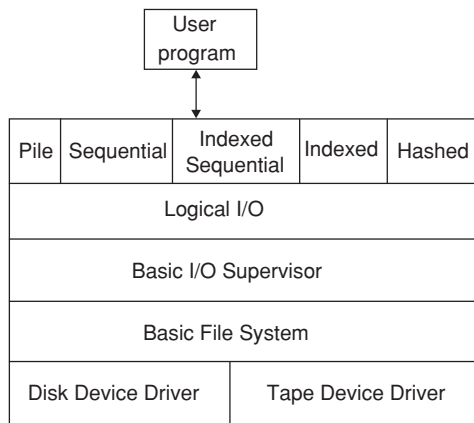 User
program
Pile
Sequential
Indexed
Sequential
Indexed
Hashed
Logical I/O
Basic I/O Supervisor
Basic File System
Disk Device Driver
Tape Device Driver